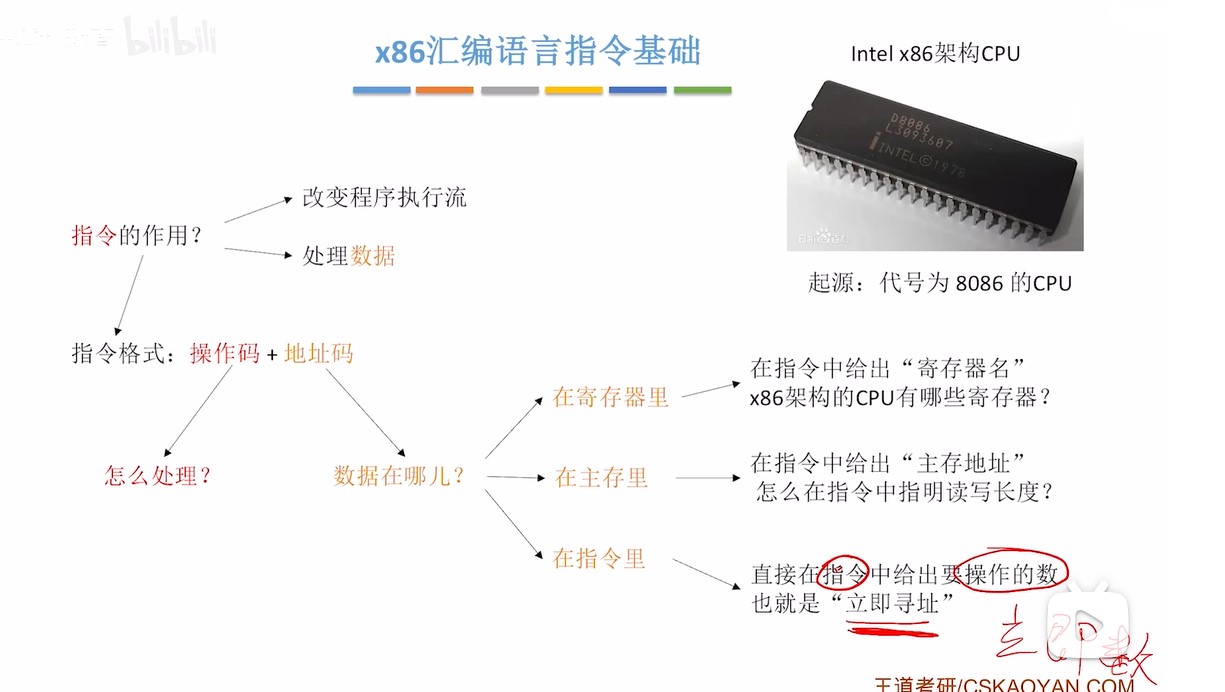 bilibili
x86汇编语言指令基础
Intel x86架构CPU
D8086
L3093607
INTEL©1978
Bai百科
起源：代号为 8086 的CPU
指令的作用？
改变程序执行流
处理数据
指令格式：操作码 + 地址码
怎么处理？
数据在哪儿？
在寄存器里
在指令中给出“寄存器名”
x86架构的CPU有哪些寄存器？
在主存里
在指令中给出“主存地址”
怎么在指令中指明读写长度？
在指令里
直接在指令中给出要操作的数
也就是“立即寻址”
立即数
王道考研/CSKAOYAN.COM